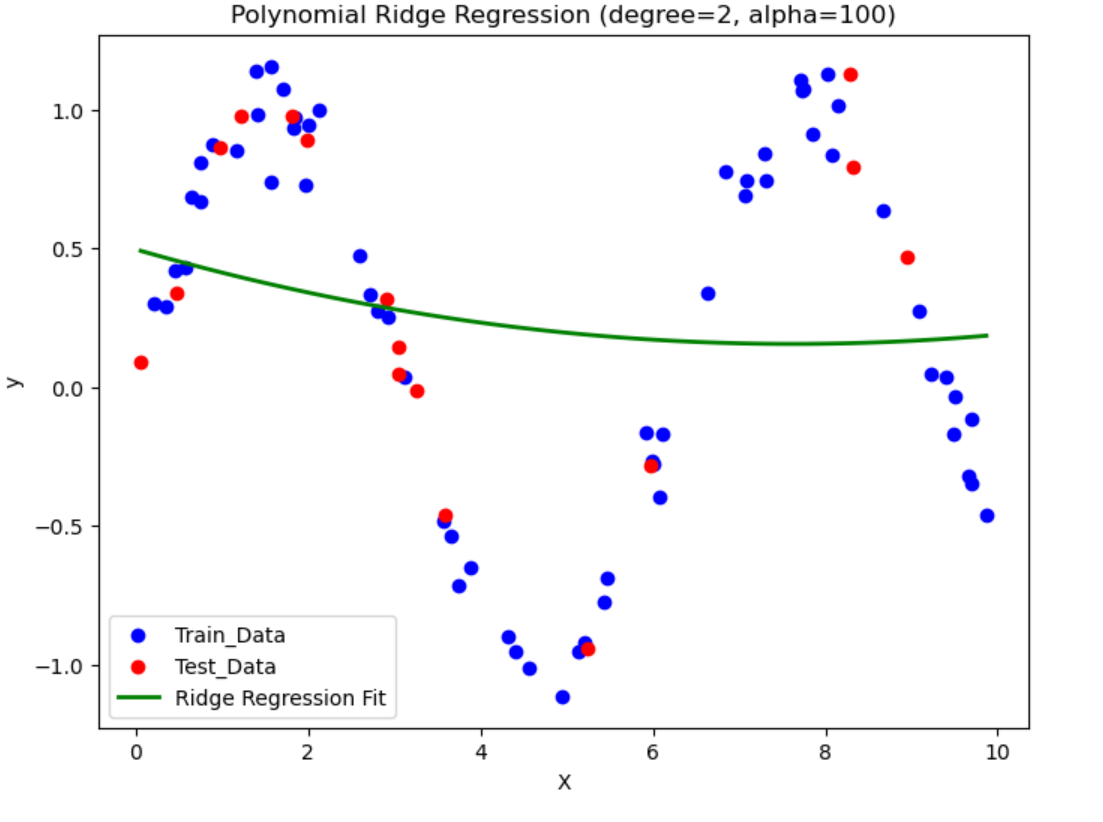 Polynomial Ridge Regression (degree=2, alpha=100)
1.0
0.5
0.0
−0.5
−1.0
y
Train_Data
Test_Data
Ridge Regression Fit
0 2 4 6 8 10
X